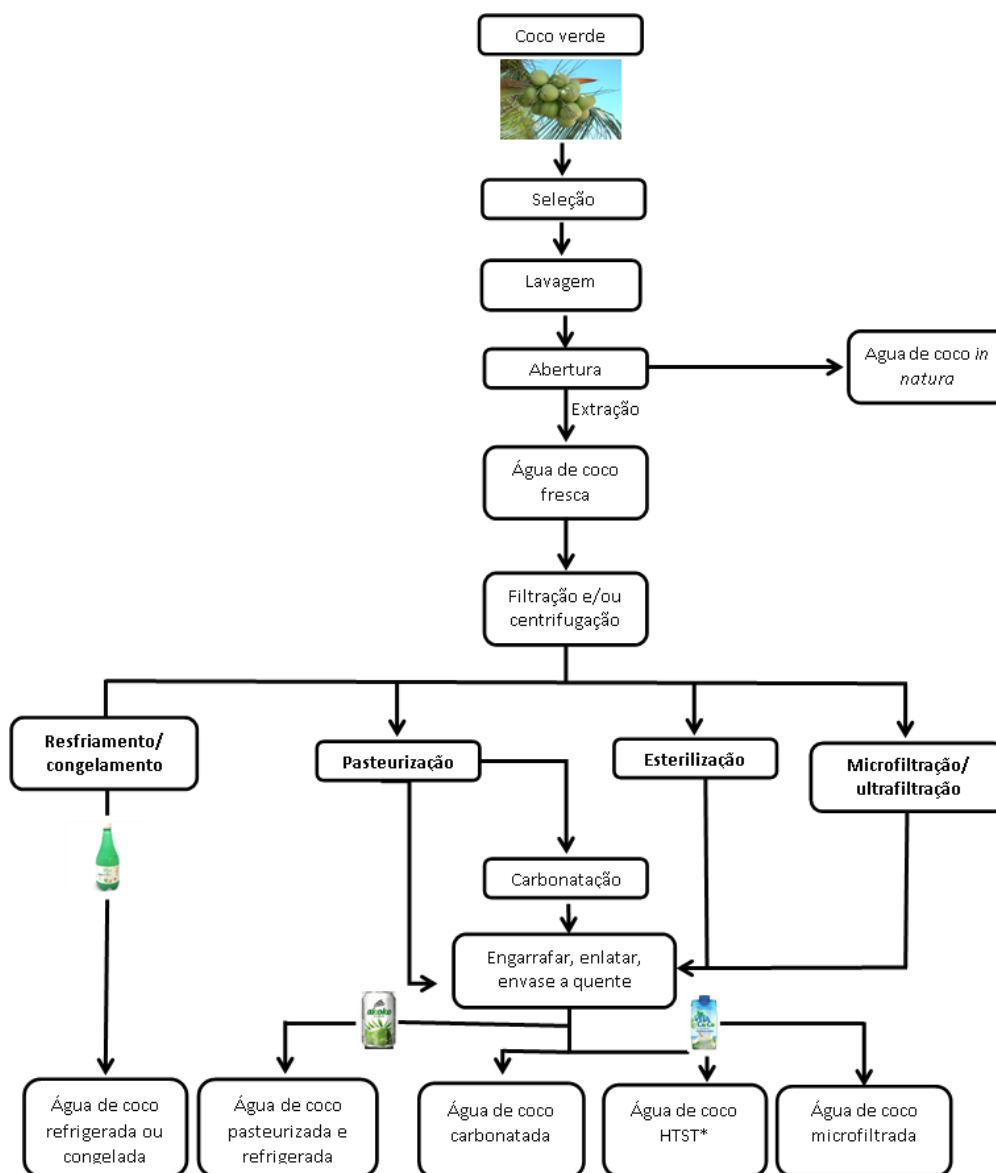 Coco verde
Seleção
Lavagem
Abertura
Agua de coco in
natura
Extração
Água de coco
fresca
Filtração e/ou
centrifugação
Resfriamento/
congelamento
Pasteurização
Esterilização
Microfiltração/
ultrafiltração
Carbonatação
Engarrafar, enlatar,
envase a quente
Água de coco
refrigerada ou
congelada
Água de coco
pasteurizada e
refrigerada
Água de coco
carbonatada
Água de coco
HTST*
Água de coco
microfiltrada